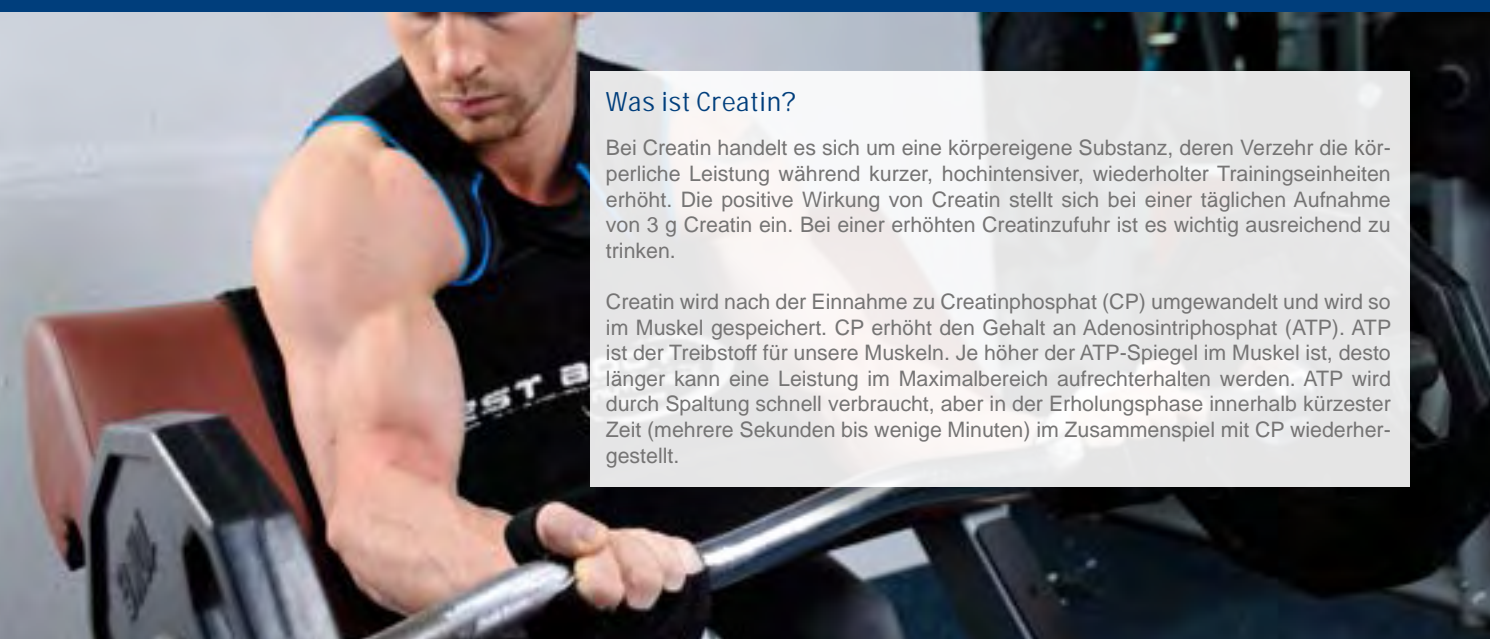 Was ist Creatin?
Bei Creatin handelt es sich um eine körpereigene Substanz, deren Verzehr die kör-
perliche Leistung während kurzer, hochintensiver, wiederholter Trainingseinheiten
erhöht. Die positive Wirkung von Creatin stellt sich bei einer täglichen Aufnahme
von 3 g Creatin ein. Bei einer erhöhten Creatinzufuhr ist es wichtig ausreichend zu
trinken.
Creatin wird nach der Einnahme zu Creatinphosphat (CP) umgewandelt und wird so
im Muskel gespeichert. CP erhöht den Gehalt an Adenosintriphosphat (ATP). ATP
ist der Treibstoff für unsere Muskeln. Je höher der ATP-Spiegel im Muskel ist, desto
länger kann eine Leistung im Maximalbereich aufrechterhalten werden. ATP wird
durch Spaltung schnell verbraucht, aber in der Erholungsphase innerhalb kürzester
Zeit (mehrere Sekunden bis wenige Minuten) im Zusammenspiel mit CP wiederher-
gestellt.